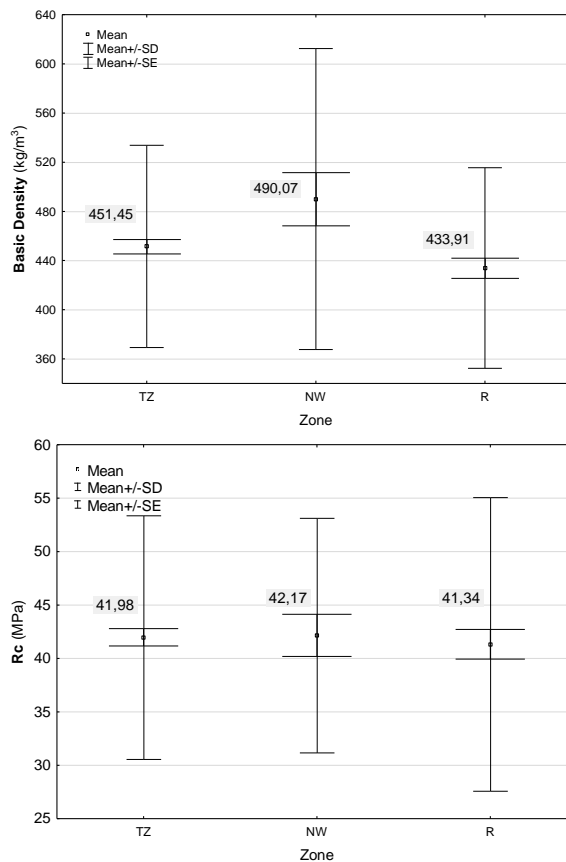 640
600
560
520
480
440
400
360
Basic Density (kg/m³)
Mean
Mean+/-SD
Mean+/-SE
451,45
490,07
433,91
TZ
NW
R
Zone
60
55
50
45
40
35
30
25
Rc (MPa)
Mean
Mean+/-SD
Mean+/-SE
41,98
42,17
41,34
TZ
NW
R
Zone